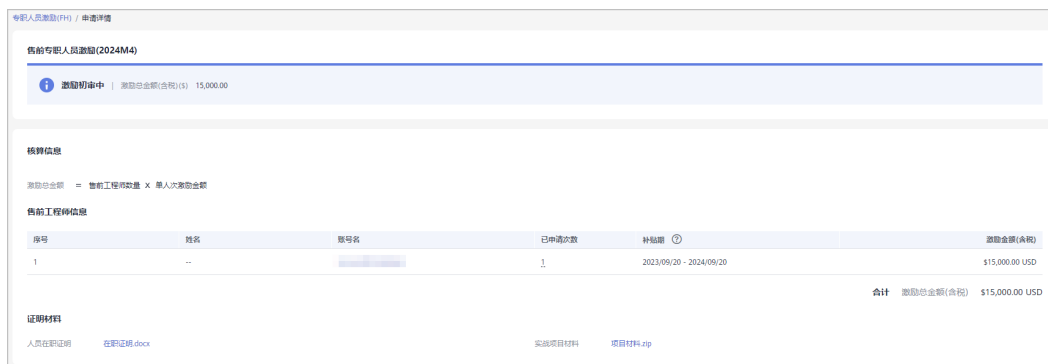 专职人员激励(FH) / 申请详情
售前专职人员激励(2024M4)
激励初审中 | 激励总金额(含税)($) 15,000.00
核算信息
激励总金额 = 售前工程师数量 X 单人次激励金额
售前工程师信息
序号 姓名 账号名 已申请次数 补贴期 ? 激励金额(含税)
1 -- 1 2023/09/20 - 2024/09/20 $15,000.00 USD
合计 激励总金额(含税) $15,000.00 USD
证明材料
人员在职证明 在职证明.docx 实战项目材料 项目材料.zip